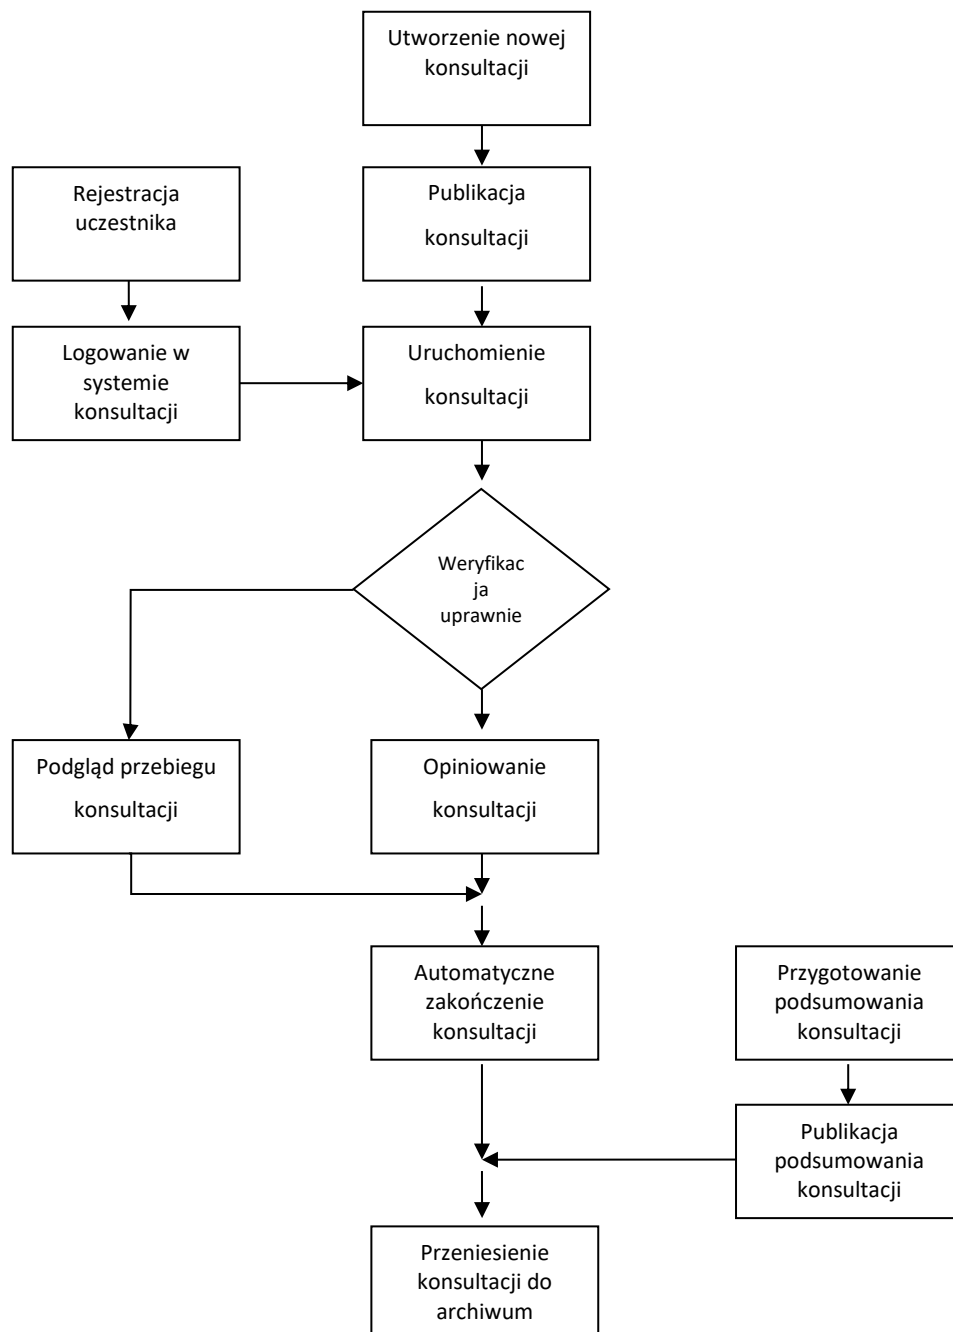 Utworzenie nowej
konsultacji
Rejestracja
uczestnika
Publikacja
konsultacji
Logowanie w
systemie
konsultacji
Uruchomienie
konsultacji
Weryfikac
ja
uprawnie
Podgląd przebiegu
konsultacji
Opiniowanie
konsultacji
Automatyczne
zakończenie
konsultacji
Przygotowanie
podsumowania
konsultacji
Publikacja
podsumowania
konsultacji
Przeniesienie
konsultacji do
archiwum